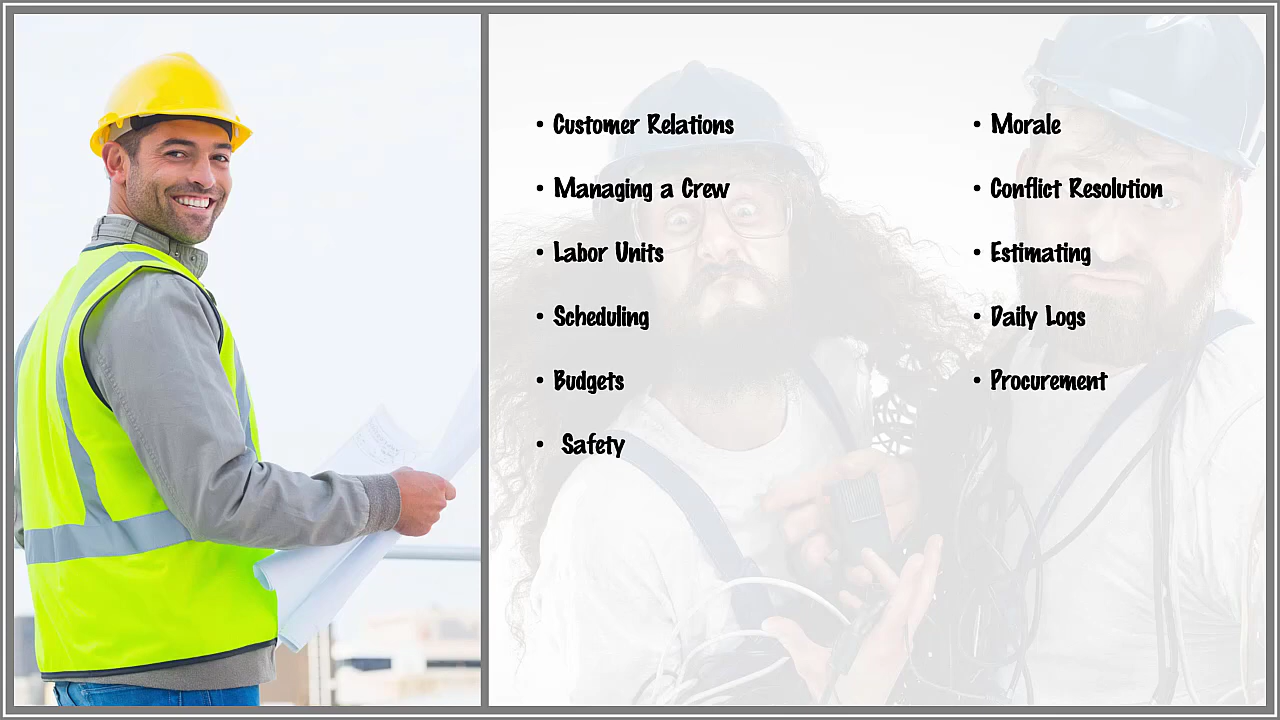 • Customer Relations
• Managing a Crew
• Labor Units
• Scheduling
• Budgets
• Safety
• Morale
• Conflict Resolution
• Estimating
• Daily Logs
• Procurement